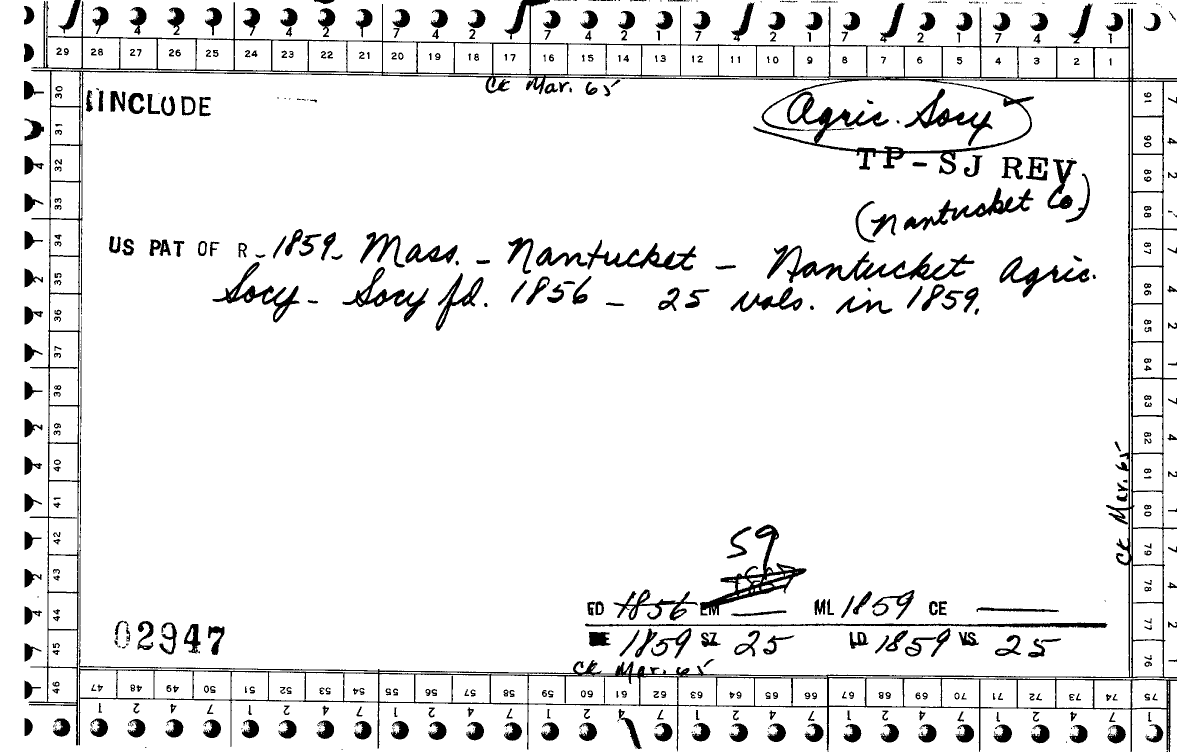 7 4 2 1 7 4 2 1 7 4 2 1 7 4 2 1 7 4 2 1 7 4 2 1 7 4 2 1
29 28 27 26 25 24 23 22 21 20 19 18 17 16 15 14 13 12 11 10 9 8 7 6 5 4 3 2 1
CE Mar. 65
INCLUDE
Agric. Socy
TP-SJ REV
(Nantucket Co.)
US PAT OF R - 1859 - Mass. - Nantucket - Nantucket Agric.
Socy - Socy fd. 1856 - 25 vols. in 1859.
30 31 32 33 34 35 36 37 38 39 40 41 42 43 44 45 46
91 90 89 88 87 86 85 84 83 82 81 80 79 78 77 76 75
CE Mar. 65
59
1857
FD 1856 EM — ML 1859 CE —
DE 1859 SZ 25 LD 1859 VS 25
02947
CE Mar. 65
47 48 49 50 51 52 53 54 55 56 57 58 59 60 61 62 63 64 65 66 67 68 69 70 71 72 73 74 75
1 2 4 7 1 2 4 7 1 2 4 7 1 2 4 7 1 2 4 7 1 2 4 7 1 2 4 7